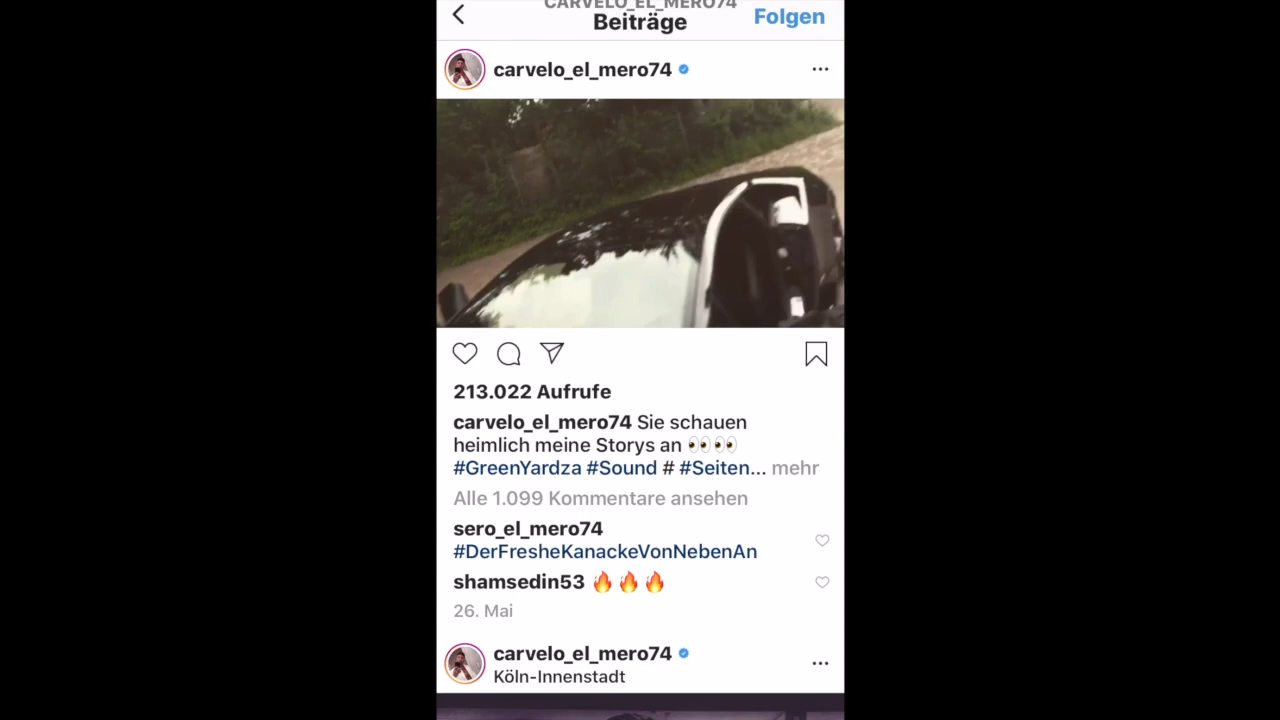 CARVELO_EL_MERO74
Beiträge
Folgen
carvelo_el_mero74
213.022 Aufrufe
carvelo_el_mero74 Sie schauen
heimlich meine Storys an 👀👀
#GreenYardza #Sound # #Seiten... mehr
Alle 1.099 Kommentare ansehen
sero_el_mero74
#DerFresheKanackeVonNebenAn
shamsedin53 🔥🔥🔥
26. Mai
carvelo_el_mero74
Köln-Innenstadt